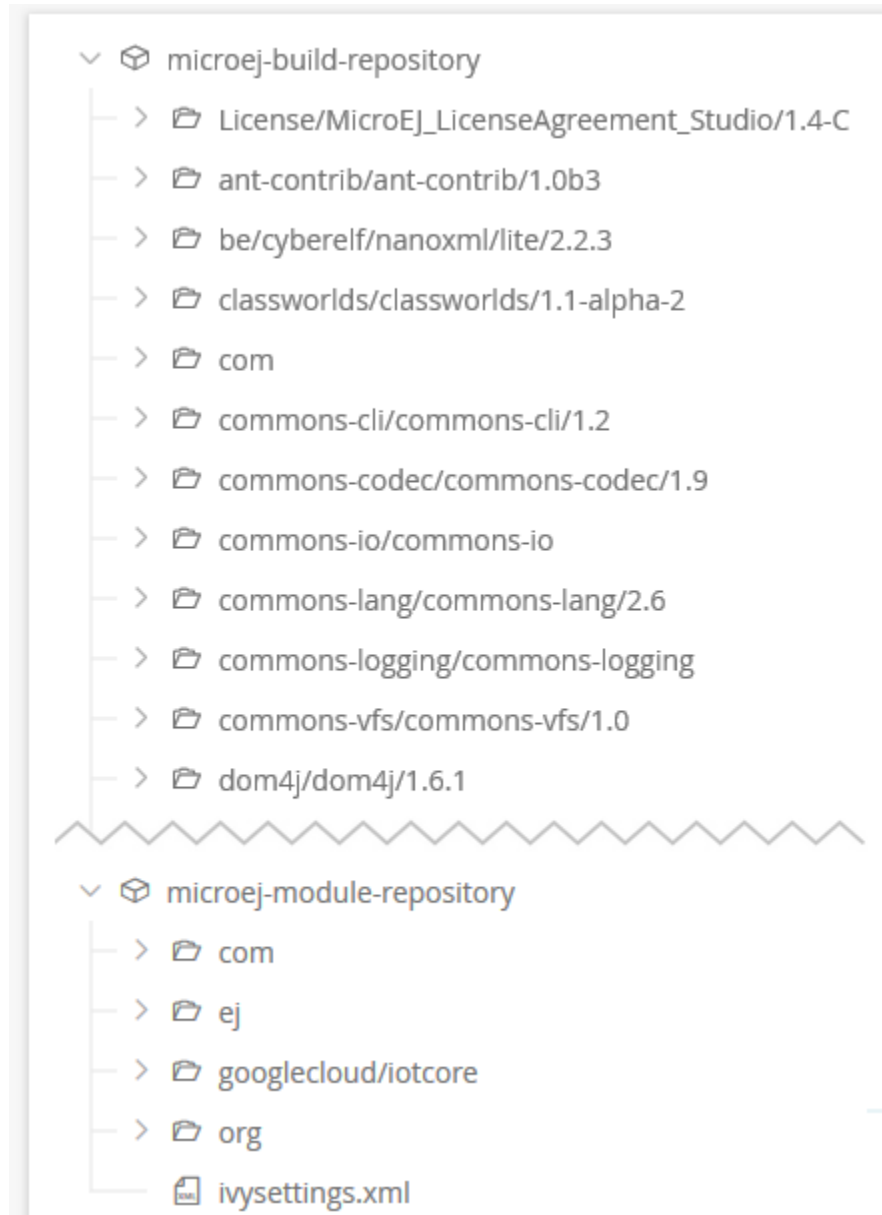 microej-build-repository
License/MicroEJ_LicenseAgreement_Studio/1.4-C
ant-contrib/ant-contrib/1.0b3
be/cyberelf/nanoxml/lite/2.2.3
classworlds/classworlds/1.1-alpha-2
com
commons-cli/commons-cli/1.2
commons-codec/commons-codec/1.9
commons-io/commons-io
commons-lang/commons-lang/2.6
commons-logging/commons-logging
commons-vfs/commons-vfs/1.0
dom4j/dom4j/1.6.1
microej-module-repository
com
ej
googlecloud/iotcore
org
ivysettings.xml